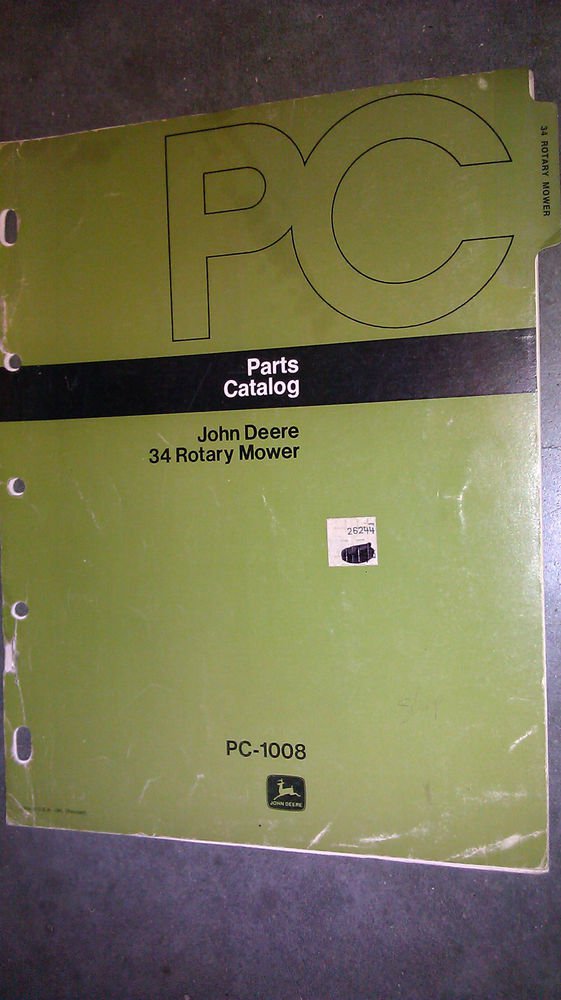 PC
34 ROTARY MOWER
Parts
Catalog
John Deere
34 Rotary Mower
26244
PC-1008
JOHN DEERE